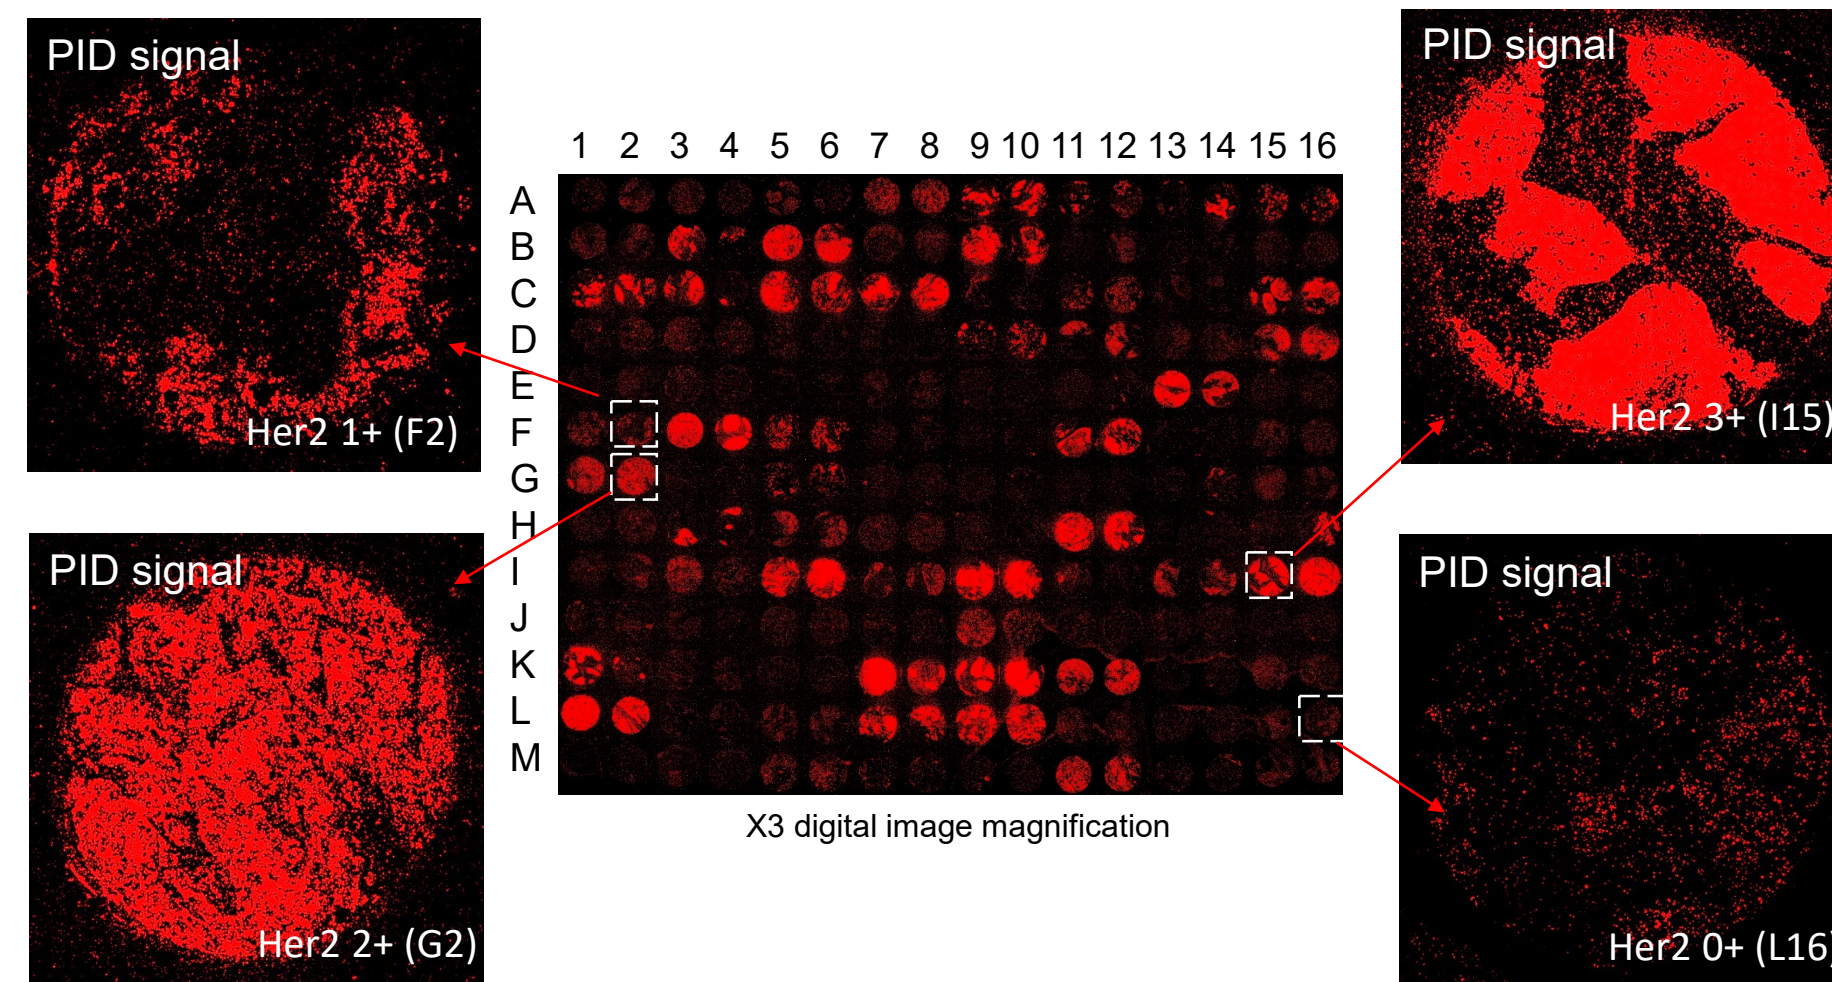 PID signal
Her2 1+ (F2)
PID signal
Her2 2+ (G2)
1 2 3 4 5 6 7 8 9 10 11 12 13 14 15 16
A
B
C
D
E
F
G
H
I
J
K
L
M
X3 digital image magnification
PID signal
Her2 3+ (I15)
PID signal
Her2 0+ (L16)